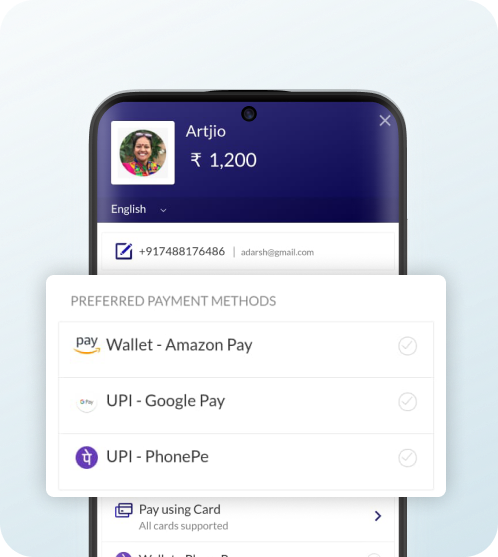 Artjio
₹ 1,200
English
+917488176486 | adarsh@gmail.com
PREFERRED PAYMENT METHODS
pay Wallet - Amazon Pay
G Pay UPI - Google Pay
पे UPI - PhonePe
Pay using Card
All cards supported